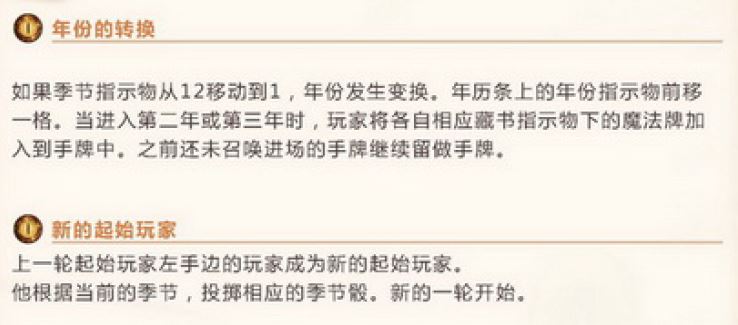 年份的转换
如果季节指示物从12移动到1，年份发生变换。年历条上的年份指示物前移
一格。当进入第二年或第三年时，玩家将各自相应藏书指示物下的魔法牌加
入到手牌中。之前还未召唤进场的手牌继续留做手牌。
新的起始玩家
上一轮起始玩家左手边的玩家成为新的起始玩家。
他根据当前的季节，投掷相应的季节骰。新的一轮开始。